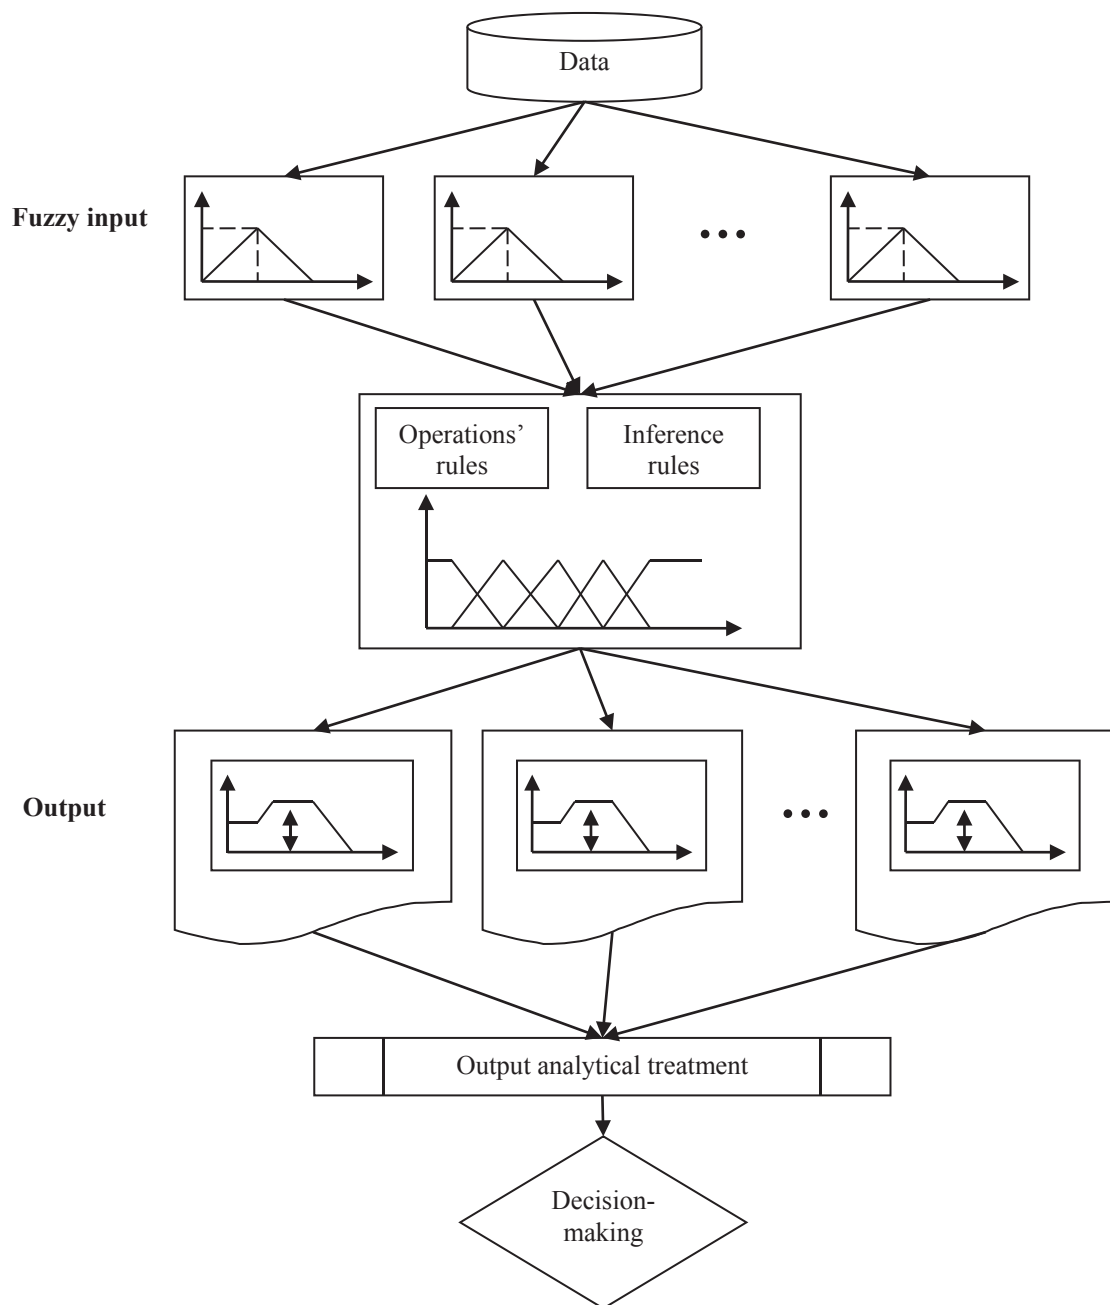 Data
Fuzzy input
Operations’
rules
Inference
rules
Output
Output analytical treatment
Decision-
making